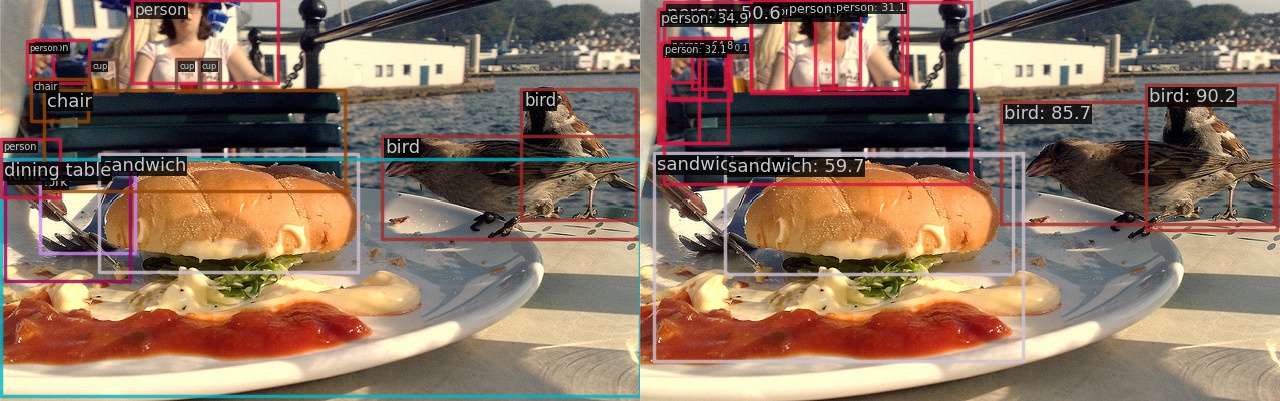 person
person
cup
cup
cup
chair
chair
bird
bird
person
dining table
sandwich
person: 34.9
50.6
person:
person: 31.1
person: 32.1
bird: 90.2
bird: 85.7
sandwic
sandwich: 59.7